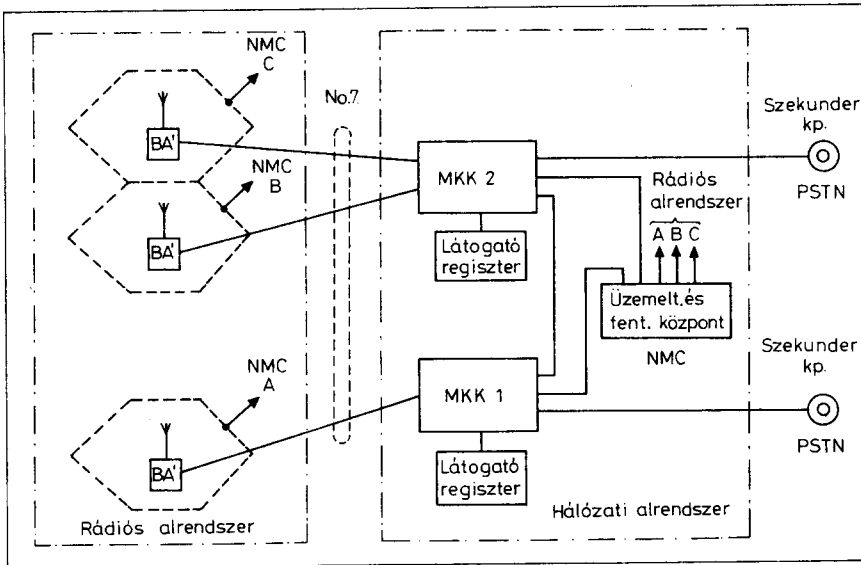 NMC
C
BA'
NMC
B
BA'
NMC
A
BA'
Rádiós alrendszer
No.7.
MKK 2
Látogató
regiszter
MKK 1
Látogató
regiszter
Rádiós
alrendszer
A B C
Üzemelt.és
fent. központ
NMC
Hálózati alrendszer
Szekunder
kp.
PSTN
Szekunder
kp.
PSTN